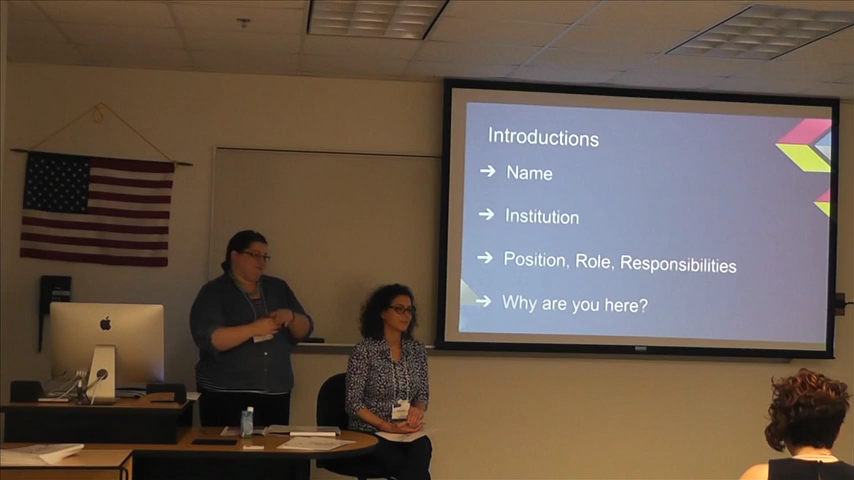 Introductions
➔ Name
➔ Institution
➔ Position, Role, Responsibilities
➔ Why are you here?